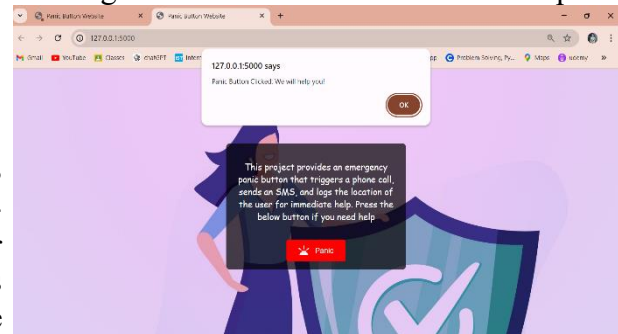 Panic Button Website
Panic Button Website
127.0.0.1:5000
Gmail YouTube Classes chatGPT Problem Solving, Py... Maps udemy
127.0.0.1:5000 says
Panic Button Clicked: We will help you!
OK
This project provides an emergency
panic button that triggers a phone call,
sends an SMS, and logs the location of
the user for immediate help. Press the
below button if you need help
Panic